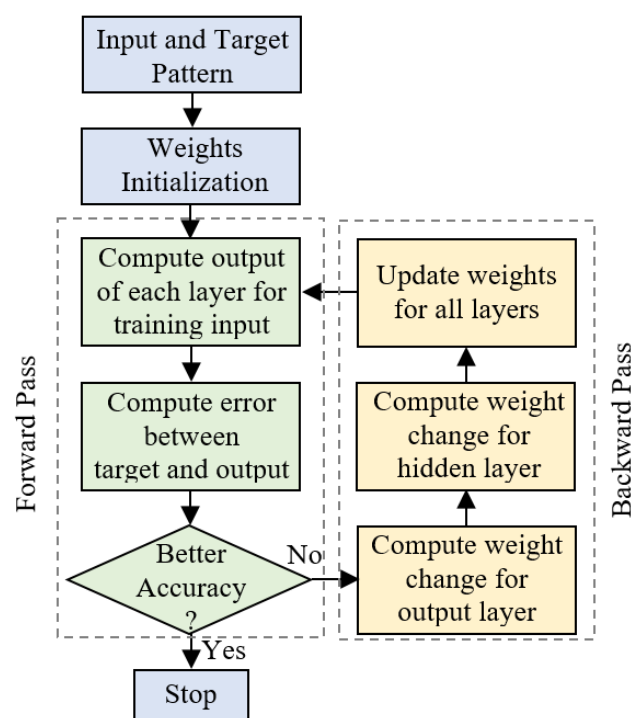 Input and Target
Pattern
Weights
Initialization
Forward Pass
Compute output
of each layer for
training input
Compute error
between
target and output
Better
Accuracy
?
No
Yes
Stop
Update weights
for all layers
Compute weight
change for
hidden layer
Compute weight
change for
output layer
Backward Pass